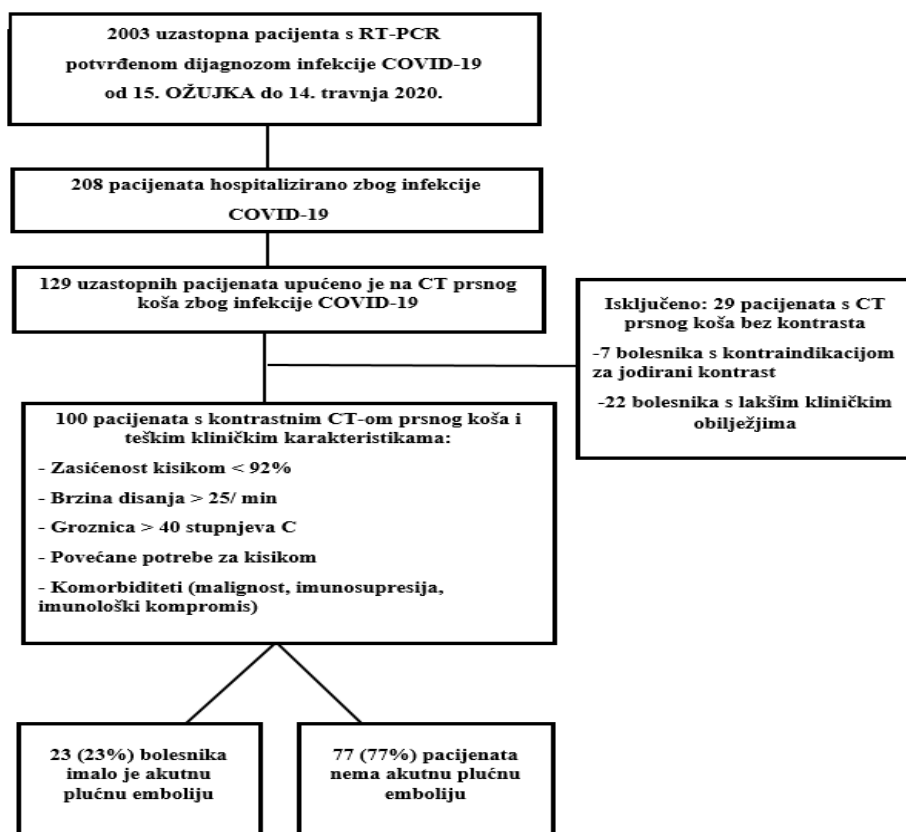 2003 uzastopna pacijenta s RT-PCR
potvrđenom dijagnozom infekcije COVID-19
od 15. OŽUJKA do 14. travnja 2020.
208 pacijenata hospitalizirano zbog infekcije
COVID-19
129 uzastopnih pacijenata upućeno je na CT prsnog
koša zbog infekcije COVID-19
Isključeno: 29 pacijenata s CT
prsnog koša bez kontrasta
-7 bolesnika s kontraindikacijom
za jodirani kontrast
-22 bolesnika s lakšim kliničkim
obilježjima
100 pacijenata s kontrastnim CT-om prsnog koša i
teškim kliničkim karakteristikama:
- Zasićenost kisikom < 92%
- Brzina disanja > 25/ min
- Groznica > 40 stupnjeva C
- Povećane potrebe za kisikom
- Komorbiditeti (malignost, imunosupresija,
imunološki kompromis)
23 (23%) bolesnika
imalo je akutnu
plućnu emboliju
77 (77%) pacijenata
nema akutnu plućnu
emboliju